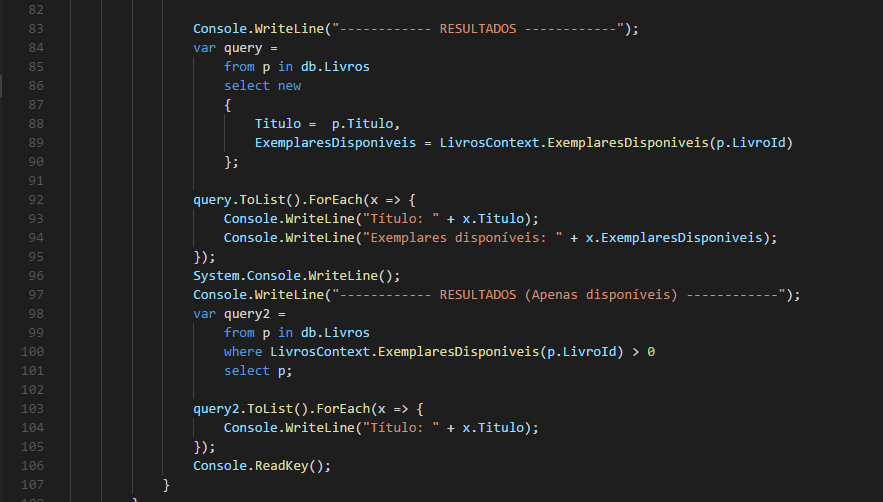 82
83 Console.WriteLine("------------ RESULTADOS ------------");
84 var query =
85 from p in db.Livros
86 select new
87 {
88 Titulo =  p.Titulo,
89 ExemplaresDisponiveis = LivrosContext.ExemplaresDisponiveis(p.LivroId)
90 };
91
92 query.ToList().ForEach(x => {
93 Console.WriteLine("Título: " + x.Titulo);
94 Console.WriteLine("Exemplares disponíveis: " + x.ExemplaresDisponiveis);
95 });
96 System.Console.WriteLine();
97 Console.WriteLine("------------ RESULTADOS (Apenas disponíveis) ------------");
98 var query2 =
99 from p in db.Livros
100 where LivrosContext.ExemplaresDisponiveis(p.LivroId) > 0
101 select p;
102
103 query2.ToList().ForEach(x => {
104 Console.WriteLine("Título: " + x.Titulo);
105 });
106 Console.ReadKey();
107 }